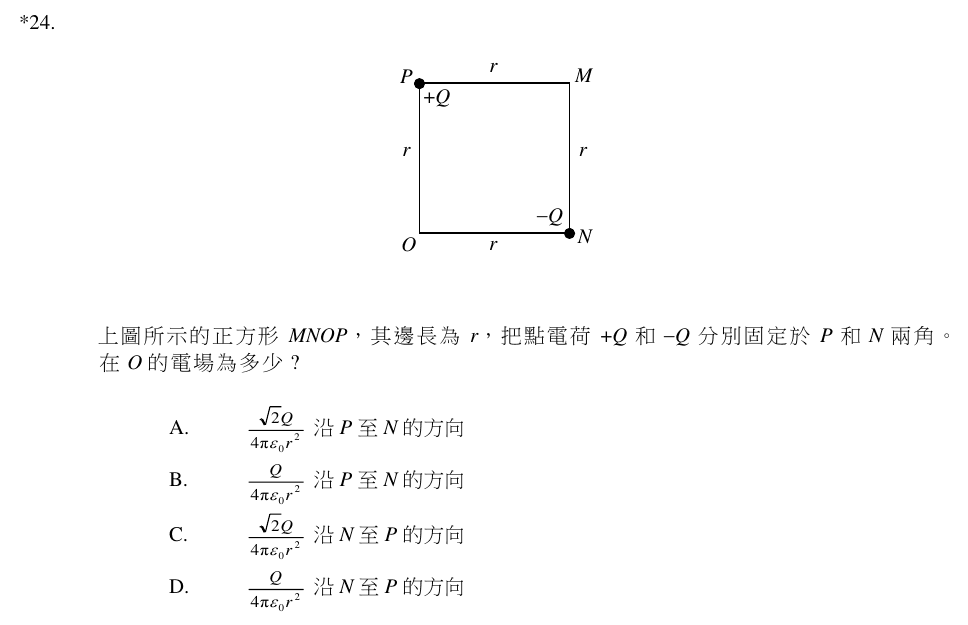 *24.
P r M
+Q
r r
−Q
O r N
上圖所示的正方形 MNOP，其邊長為 r，把點電荷 +Q 和 −Q 分別固定於 P 和 N 兩角。
在 O 的電場為多少？
A. √2Q / 4πε₀r² 沿 P 至 N 的方向
B. Q / 4πε₀r² 沿 P 至 N 的方向
C. √2Q / 4πε₀r² 沿 N 至 P 的方向
D. Q / 4πε₀r² 沿 N 至 P 的方向